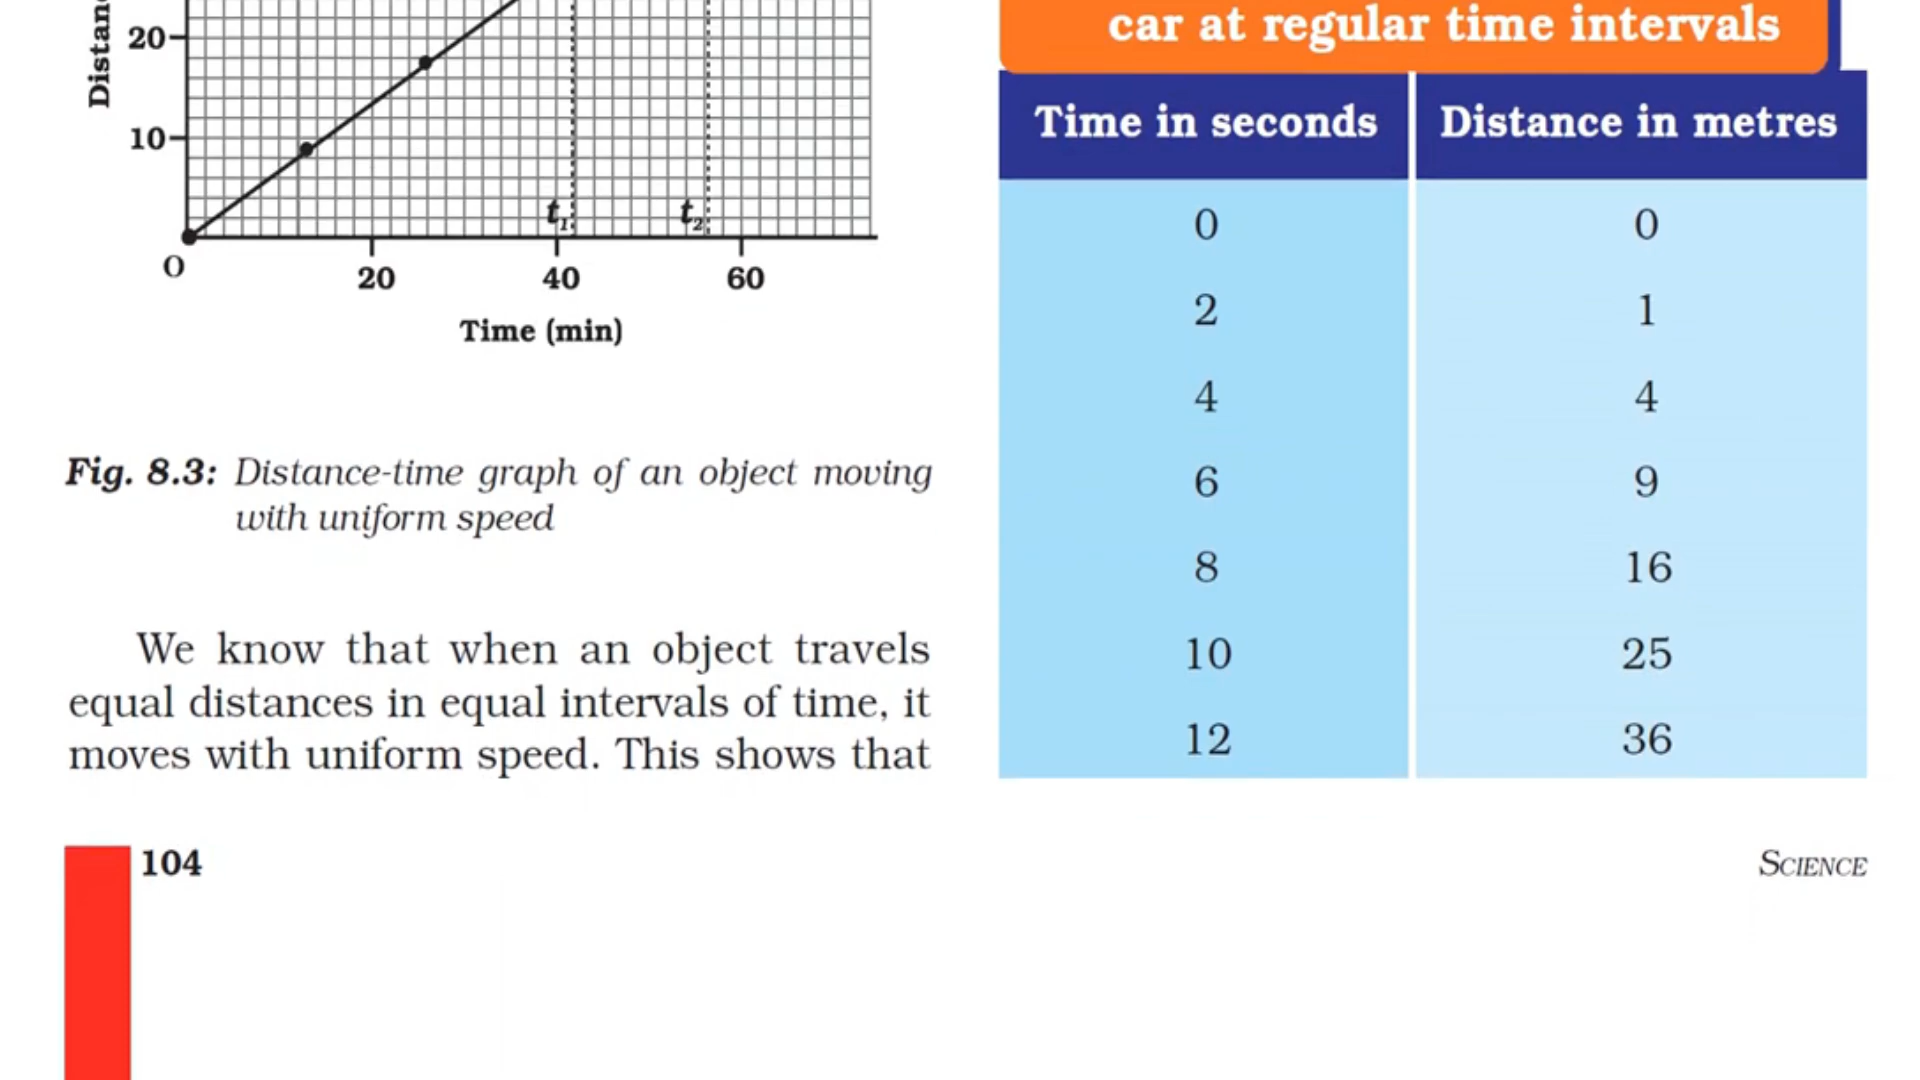 Distanc
20
10
t1
t2
O
20
40
60
Time (min)
Fig. 8.3: Distance-time graph of an object moving
with uniform speed
We know that when an object travels
equal distances in equal intervals of time, it
moves with uniform speed. This shows that
104
car at regular time intervals
Time in seconds Distance in metres
0 0
2 1
4 4
6 9
8 16
10 25
12 36
SCIENCE